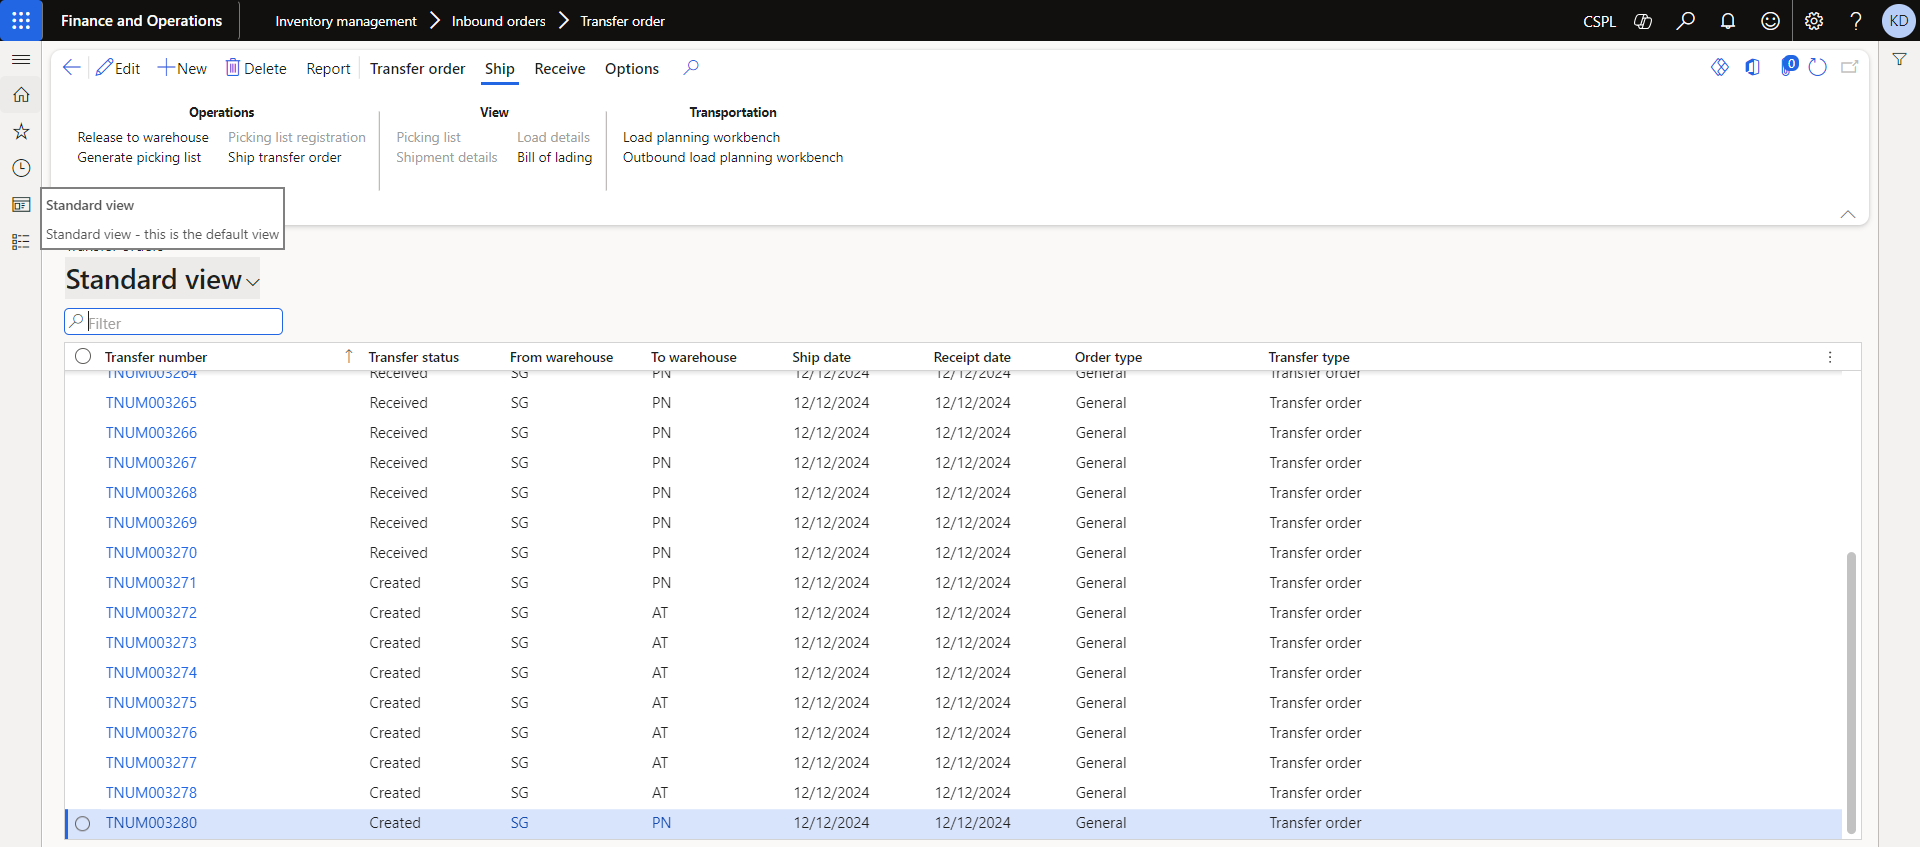 Finance and Operations Inventory management Inbound orders Transfer order CSPL ? KD
Edit New Delete Report Transfer order Ship Receive Options 0
Operations View Transportation
Release to warehouse Picking list registration Picking list Load details Load planning workbench
Generate picking list Ship transfer order Shipment details Bill of lading Outbound load planning workbench
Standard view
Standard view - this is the default view
Standard view
Filter
Transfer number Transfer status From warehouse To warehouse Ship date Receipt date Order type Transfer type
TNUM003264 Received SG PN 12/12/2024 12/12/2024 General Transfer order
TNUM003265 Received SG PN 12/12/2024 12/12/2024 General Transfer order
TNUM003266 Received SG PN 12/12/2024 12/12/2024 General Transfer order
TNUM003267 Received SG PN 12/12/2024 12/12/2024 General Transfer order
TNUM003268 Received SG PN 12/12/2024 12/12/2024 General Transfer order
TNUM003269 Received SG PN 12/12/2024 12/12/2024 General Transfer order
TNUM003270 Received SG PN 12/12/2024 12/12/2024 General Transfer order
TNUM003271 Created SG PN 12/12/2024 12/12/2024 General Transfer order
TNUM003272 Created SG AT 12/12/2024 12/12/2024 General Transfer order
TNUM003273 Created SG AT 12/12/2024 12/12/2024 General Transfer order
TNUM003274 Created SG AT 12/12/2024 12/12/2024 General Transfer order
TNUM003275 Created SG AT 12/12/2024 12/12/2024 General Transfer order
TNUM003276 Created SG AT 12/12/2024 12/12/2024 General Transfer order
TNUM003277 Created SG AT 12/12/2024 12/12/2024 General Transfer order
TNUM003278 Created SG AT 12/12/2024 12/12/2024 General Transfer order
TNUM003280 Created SG PN 12/12/2024 12/12/2024 General Transfer order